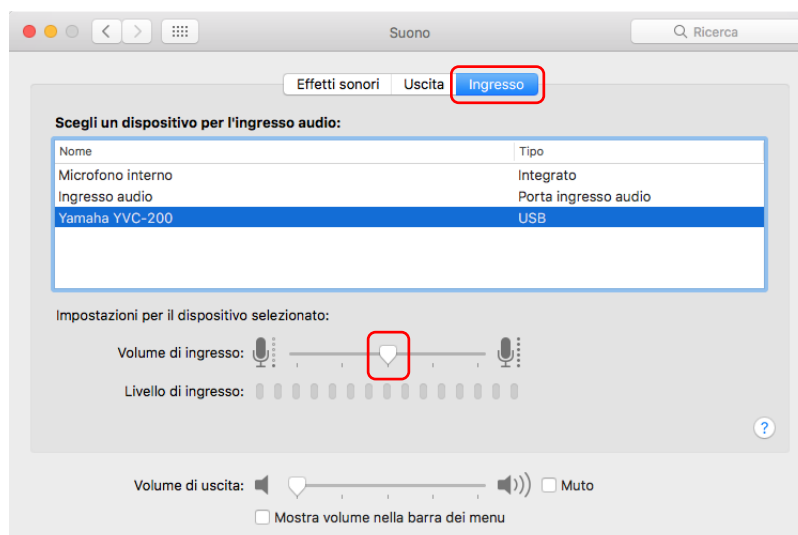 Suono
Ricerca
Effetti sonori Uscita Ingresso
Scegli un dispositivo per l'ingresso audio:
Nome Tipo
Microfono interno Integrato
Ingresso audio Porta ingresso audio
Yamaha YVC-200 USB
Impostazioni per il dispositivo selezionato:
Volume di ingresso:
Livello di ingresso:
?
Volume di uscita: Muto
Mostra volume nella barra dei menu